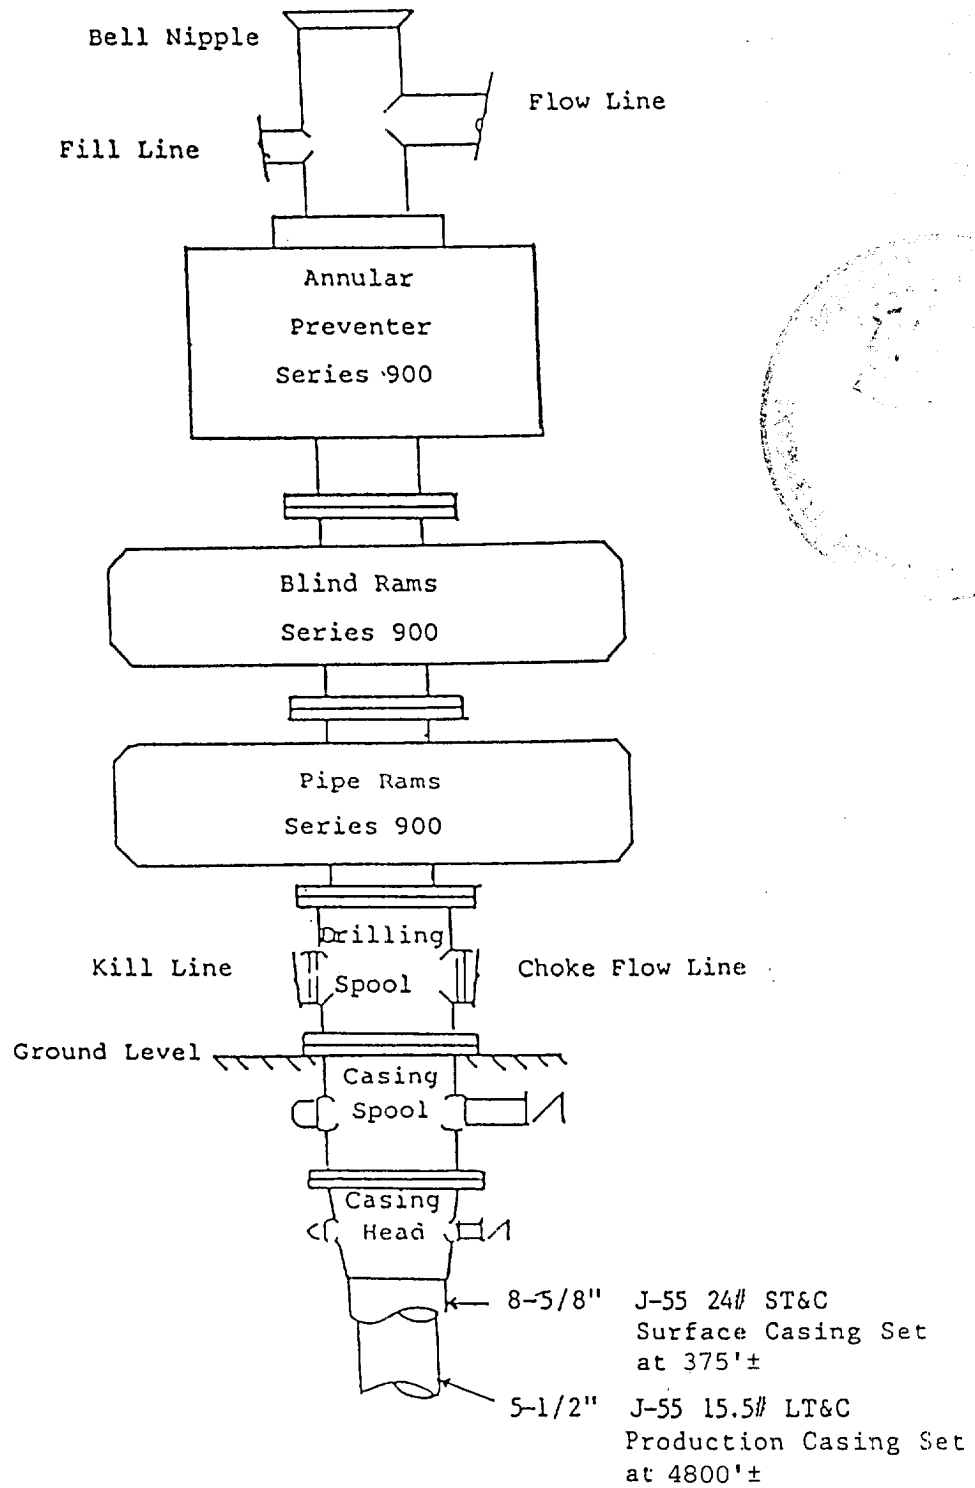 Bell Nipple
Flow Line
Fill Line
Annular
Preventer
Series 900
Blind Rams
Series 900
Pipe Rams
Series 900
Drilling
Kill Line
Spool
Choke Flow Line
Ground Level
Casing
Spool
Casing
Head
8-5/8" J-55 24# ST&C
Surface Casing Set
at 375'±
5-1/2" J-55 15.5# LT&C
Production Casing Set
at 4800'±